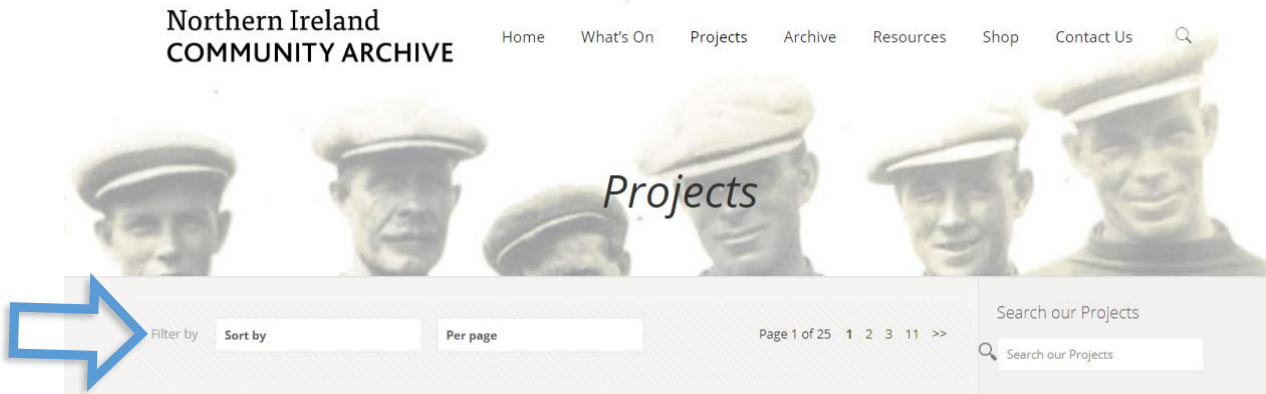 Northern Ireland
COMMUNITY ARCHIVE
Home What's On Projects Archive Resources Shop Contact Us
Projects
Filter by Sort by Per page Page 1 of 25 1 2 3 11 >>
Search our Projects
Search our Projects